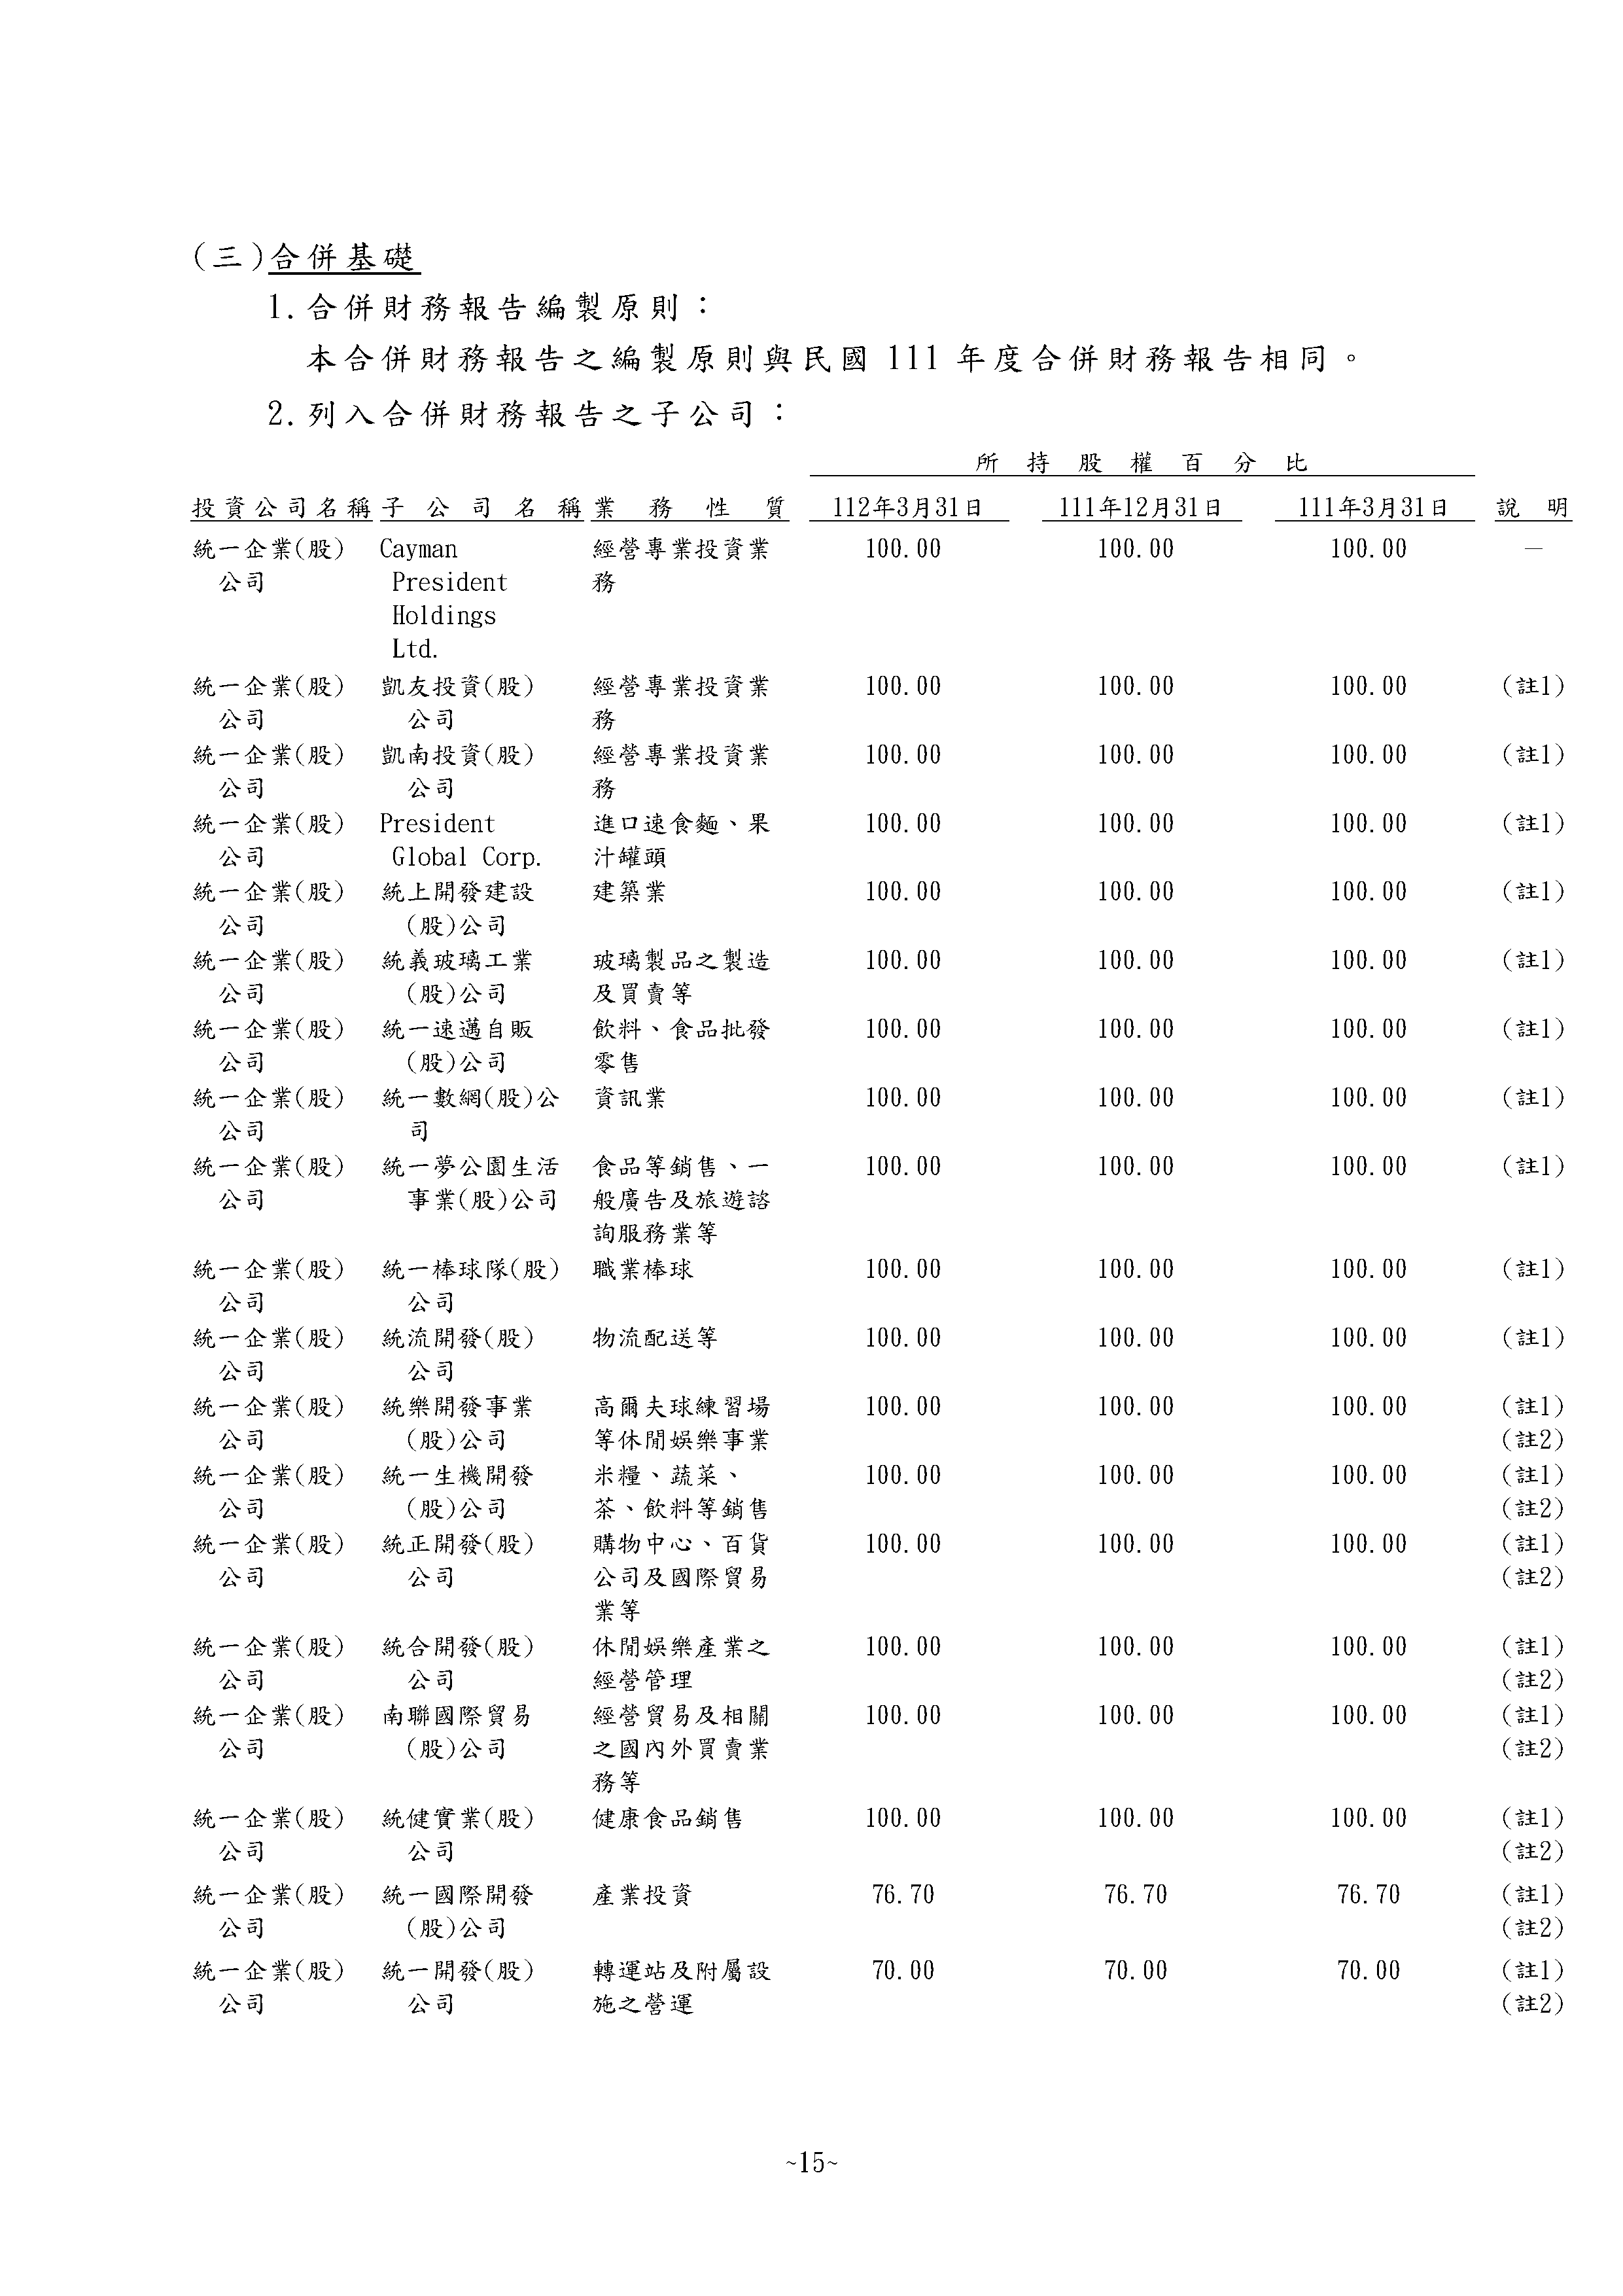 (三)合併基礎
1.合併財務報告編製原則：
本合併財務報告之編製原則與民國 111 年度合併財務報告相同。
2.列入合併財務報告之子公司：
所持股權百分比
投資公司名稱 子公司名稱 業務性質 112年3月31日 111年12月31日 111年3月31日 說明
統一企業(股) Cayman 經營專業投資業 100.00 100.00 100.00 －
公司 President 務
Holdings
Ltd.
統一企業(股) 凱友投資(股) 經營專業投資業 100.00 100.00 100.00 (註1)
公司 公司 務
統一企業(股) 凱南投資(股) 經營專業投資業 100.00 100.00 100.00 (註1)
公司 公司 務
統一企業(股) President 進口速食麵、果 100.00 100.00 100.00 (註1)
公司 Global Corp. 汁罐頭
統一企業(股) 統上開發建設 建築業 100.00 100.00 100.00 (註1)
公司 (股)公司
統一企業(股) 統義玻璃工業 玻璃製品之製造 100.00 100.00 100.00 (註1)
公司 (股)公司 及買賣等
統一企業(股) 統一速邁自販 飲料、食品批發 100.00 100.00 100.00 (註1)
公司 (股)公司 零售
統一企業(股) 統一數網(股)公 資訊業 100.00 100.00 100.00 (註1)
公司 司
統一企業(股) 統一夢公園生活 食品等銷售、一 100.00 100.00 100.00 (註1)
公司 事業(股)公司 般廣告及旅遊諮
詢服務業等
統一企業(股) 統一棒球隊(股) 職業棒球 100.00 100.00 100.00 (註1)
公司 公司
統一企業(股) 統流開發(股) 物流配送等 100.00 100.00 100.00 (註1)
公司 公司
統一企業(股) 統樂開發事業 高爾夫球練習場 100.00 100.00 100.00 (註1)
公司 (股)公司 等休閒娛樂事業 (註2)
統一企業(股) 統一生機開發 米糧、蔬菜、 100.00 100.00 100.00 (註1)
公司 (股)公司 茶、飲料等銷售 (註2)
統一企業(股) 統正開發(股) 購物中心、百貨 100.00 100.00 100.00 (註1)
公司 公司 公司及國際貿易 (註2)
業等
統一企業(股) 統合開發(股) 休閒娛樂產業之 100.00 100.00 100.00 (註1)
公司 公司 經營管理 (註2)
統一企業(股) 南聯國際貿易 經營貿易及相關 100.00 100.00 100.00 (註1)
公司 (股)公司 之國內外買賣業 (註2)
務等
統一企業(股) 統健實業(股) 健康食品銷售 100.00 100.00 100.00 (註1)
公司 公司 (註2)
統一企業(股) 統一國際開發 產業投資 76.70 76.70 76.70 (註1)
公司 (股)公司 (註2)
統一企業(股) 統一開發(股) 轉運站及附屬設 70.00 70.00 70.00 (註1)
公司 公司 施之營運 (註2)
~15~